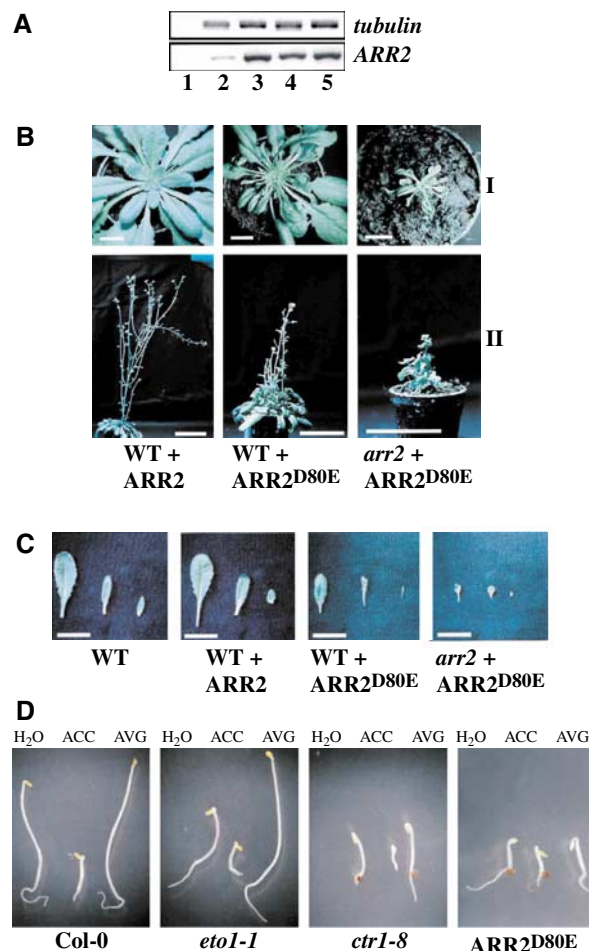 A
tubulin
ARR2
1 2 3 4 5
B
I
II
WT + ARR2
WT + ARR2D80E
arr2 + ARR2D80E
C
WT
WT + ARR2
WT + ARR2D80E
arr2 + ARR2D80E
D
H2O ACC AVG H2O ACC AVG H2O ACC AVG H2O ACC AVG
Col-0 eto1-1 ctr1-8 ARR2D80E